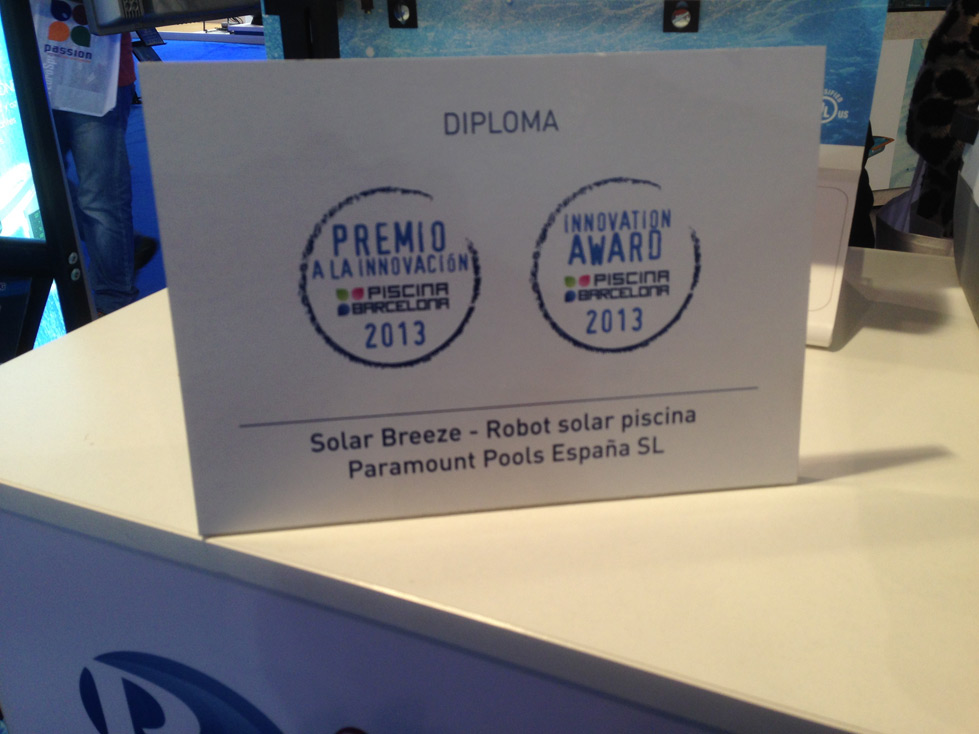 passion
DIPLOMA
PREMIO
A LA INNOVACIÓN
PISCINA
BARCELONA
2013
INNOVATION
AWARD
PISCINA
BARCELONA
2013
Solar Breeze - Robot solar piscina
Paramount Pools España SL
US
P